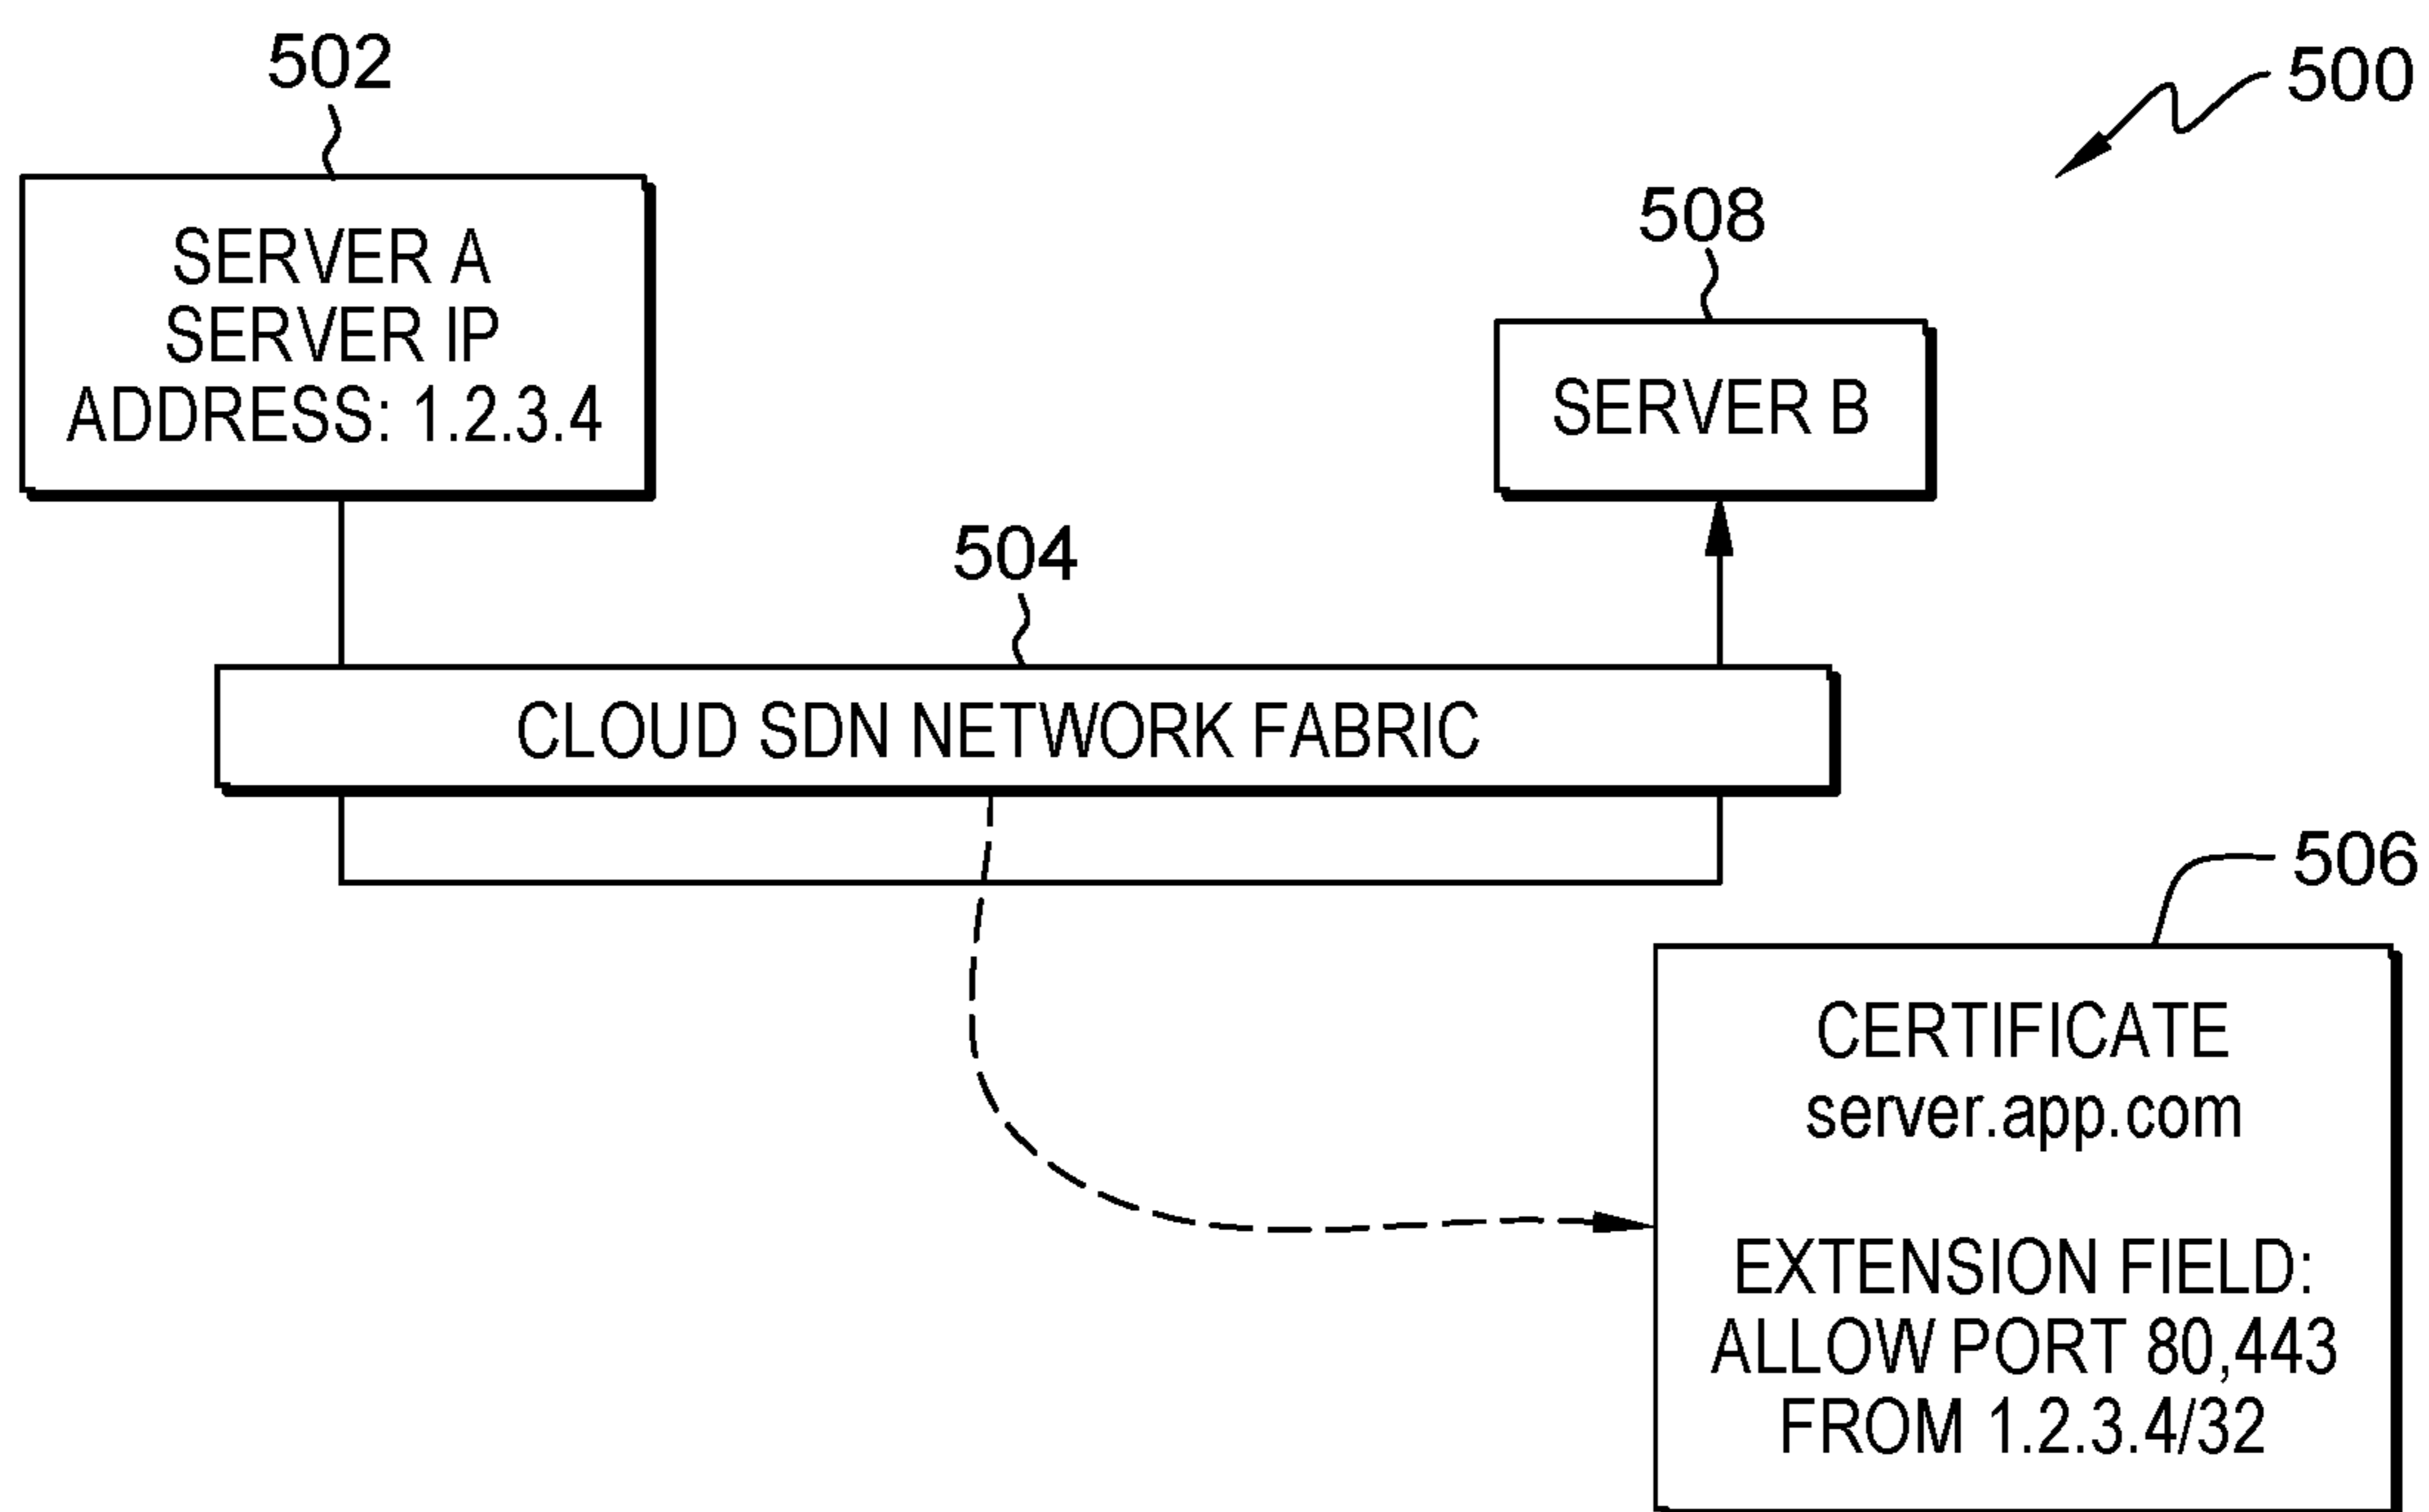 502
500
SERVER A
SERVER IP
ADDRESS: 1.2.3.4
508
SERVER B
504
CLOUD SDN NETWORK FABRIC
506
CERTIFICATE
server.app.com
EXTENSION FIELD:
ALLOW PORT 80,443
FROM 1.2.3.4/32